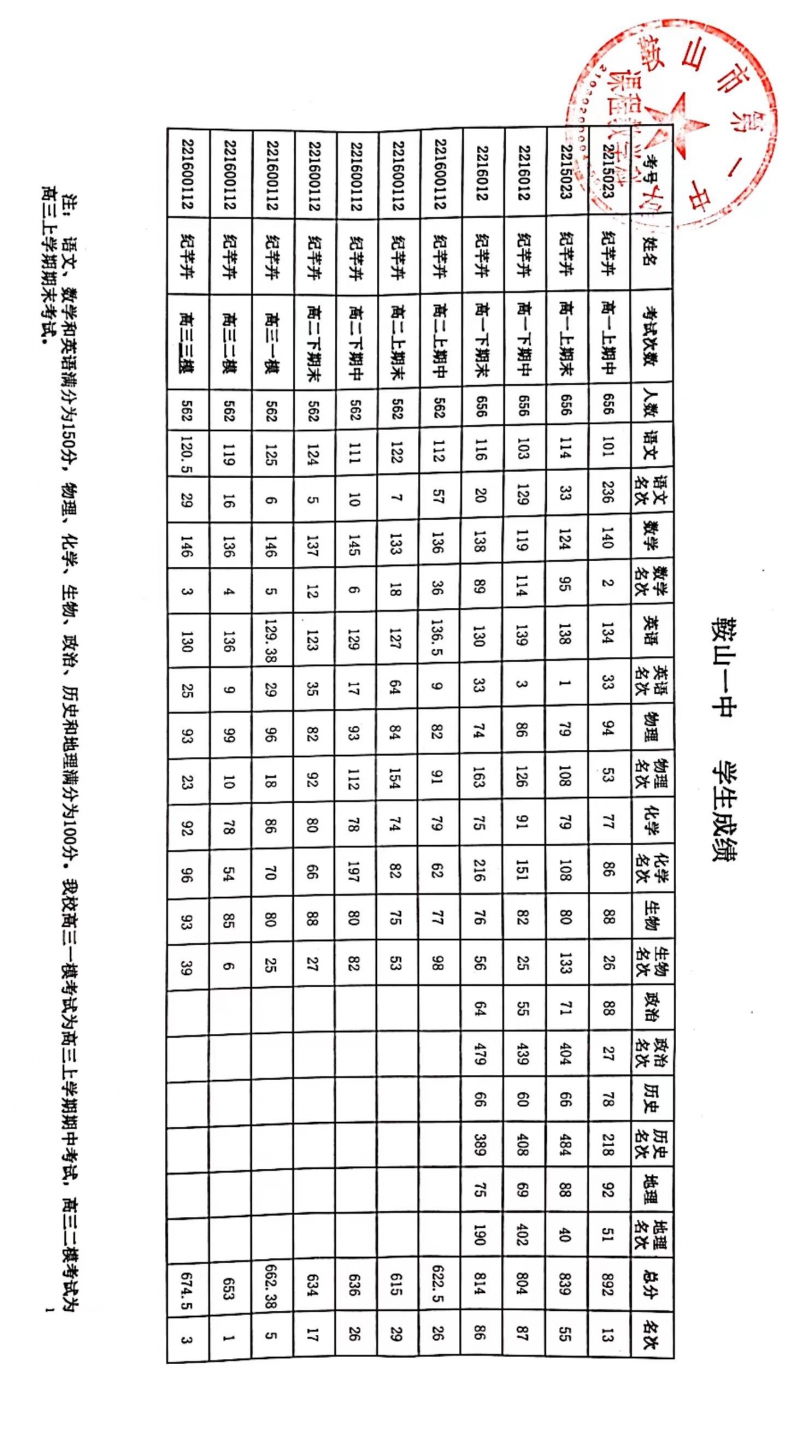 鞍山一中 学生成绩
鞍山市第一中
考号 姓名 考试次数 人数 语文 语文名次 数学 数学名次 英语 英语名次 物理 物理名次 化学 化学名次 生物 生物名次 政治 政治名次 历史 历史名次 地理 地理名次 总分 名次
2215023 纪芊卉 高一上期中 656 101 236 140 2 134 33 94 53 77 86 88 26 88 27 78 218 92 51 892 13
2215023 纪芊卉 高一上期末 656 114 33 124 95 138 1 79 108 79 108 80 133 71 404 66 484 88 40 839 55
2216012 纪芊卉 高一下期中 656 103 129 119 114 139 3 86 126 91 151 82 25 55 439 60 408 69 402 804 87
2216012 纪芊卉 高一下期末 656 116 20 138 89 130 33 74 163 75 216 76 56 64 479 66 389 75 190 814 86
221600112 纪芊卉 高二上期中 562 112 57 136 36 136.5 9 82 91 79 62 77 98 622.5 26
221600112 纪芊卉 高二上期末 562 122 7 133 18 127 64 84 154 74 82 75 53 615 29
221600112 纪芊卉 高二下期中 562 111 10 145 6 129 17 93 112 78 197 80 82 636 26
221600112 纪芊卉 高二下期末 562 124 5 137 12 123 35 82 92 80 66 88 27 634 17
221600112 纪芊卉 高三一模 562 125 6 146 5 129.38 29 96 18 86 70 80 25 662.38 5
221600112 纪芊卉 高三二模 562 119 16 136 4 136 9 99 10 78 54 85 6 653 1
221600112 纪芊卉 高三三模 562 120.5 29 146 3 130 25 93 23 92 96 93 39 674.5 3
注: 语文、数学和英语满分为150分, 物理、化学、生物、政治、历史和地理满分为100分。我校高三一模考试为高三上学期期中考试, 高三二模考试为
高三上学期期末考试。
1